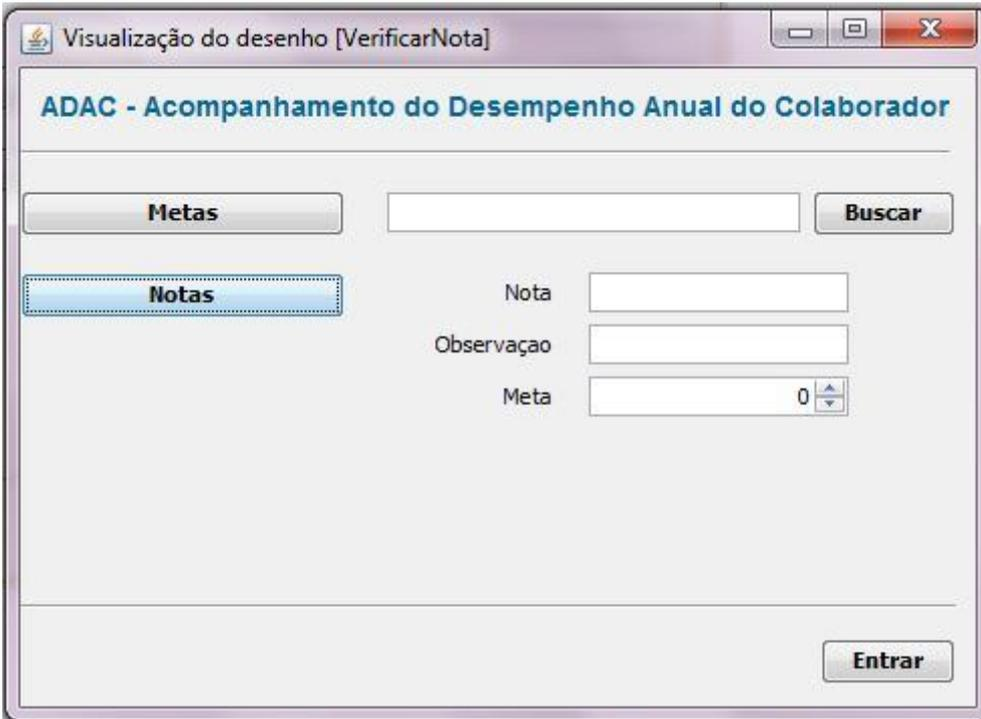 Visualização do desenho [VerificarNota]
ADAC - Acompanhamento do Desempenho Anual do Colaborador
Metas Buscar
Notas Nota
Observaçao
Meta 0
Entrar